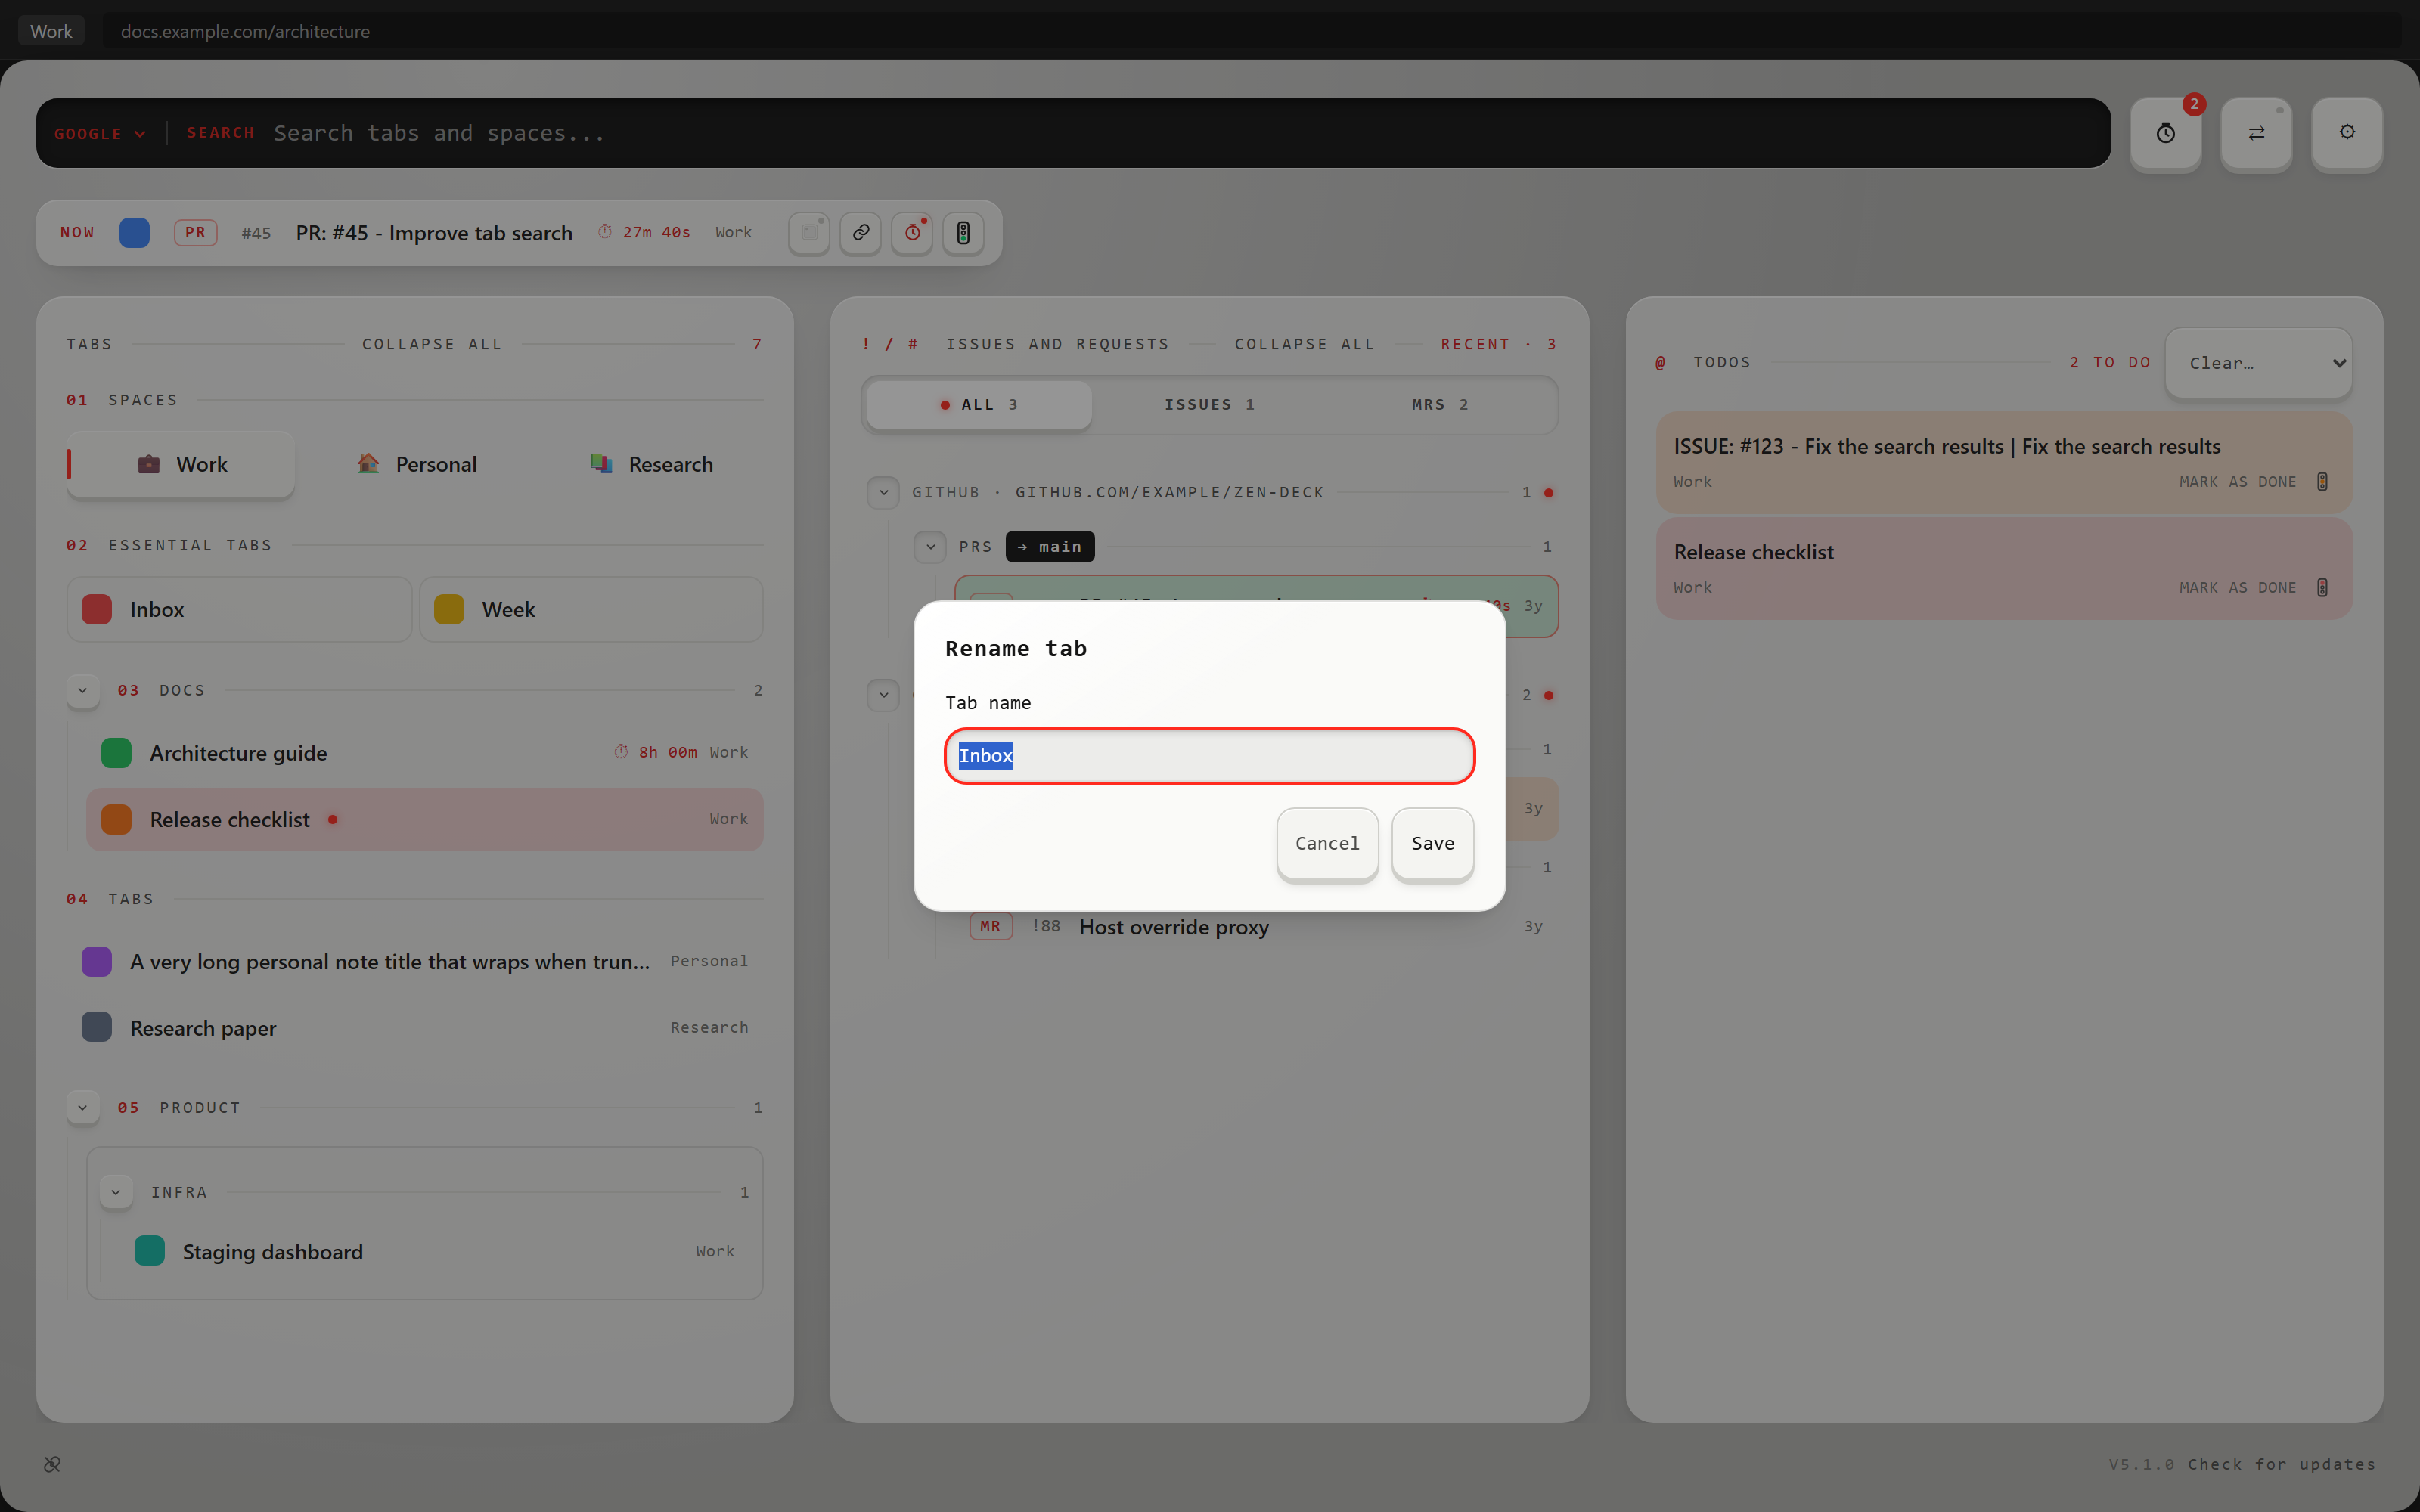 Work docs.example.com/architecture
GOOGLE SEARCH Search tabs and spaces...
2
NOW PR #45 PR: #45 - Improve tab search 27m 40s Work
TABS COLLAPSE ALL 7
01 SPACES
Work Personal Research
02 ESSENTIAL TABS
Inbox Week
03 DOCS 2
Architecture guide 8h 00m Work
Release checklist Work
04 TABS
A very long personal note title that wraps when trun... Personal
Research paper Research
05 PRODUCT 1
INFRA 1
Staging dashboard Work
! / # ISSUES AND REQUESTS COLLAPSE ALL RECENT · 3
ALL 3 ISSUES 1 MRS 2
GITHUB · GITHUB.COM/EXAMPLE/ZEN-DECK 1
PRS → main 1
3y
2
1
3y
1
MR !88 Host override proxy 3y
Rename tab
Tab name
Inbox
Cancel Save
@ TODOS 2 TO DO Clear…
ISSUE: #123 - Fix the search results | Fix the search results
Work MARK AS DONE
Release checklist
Work MARK AS DONE
V5.1.0 Check for updates